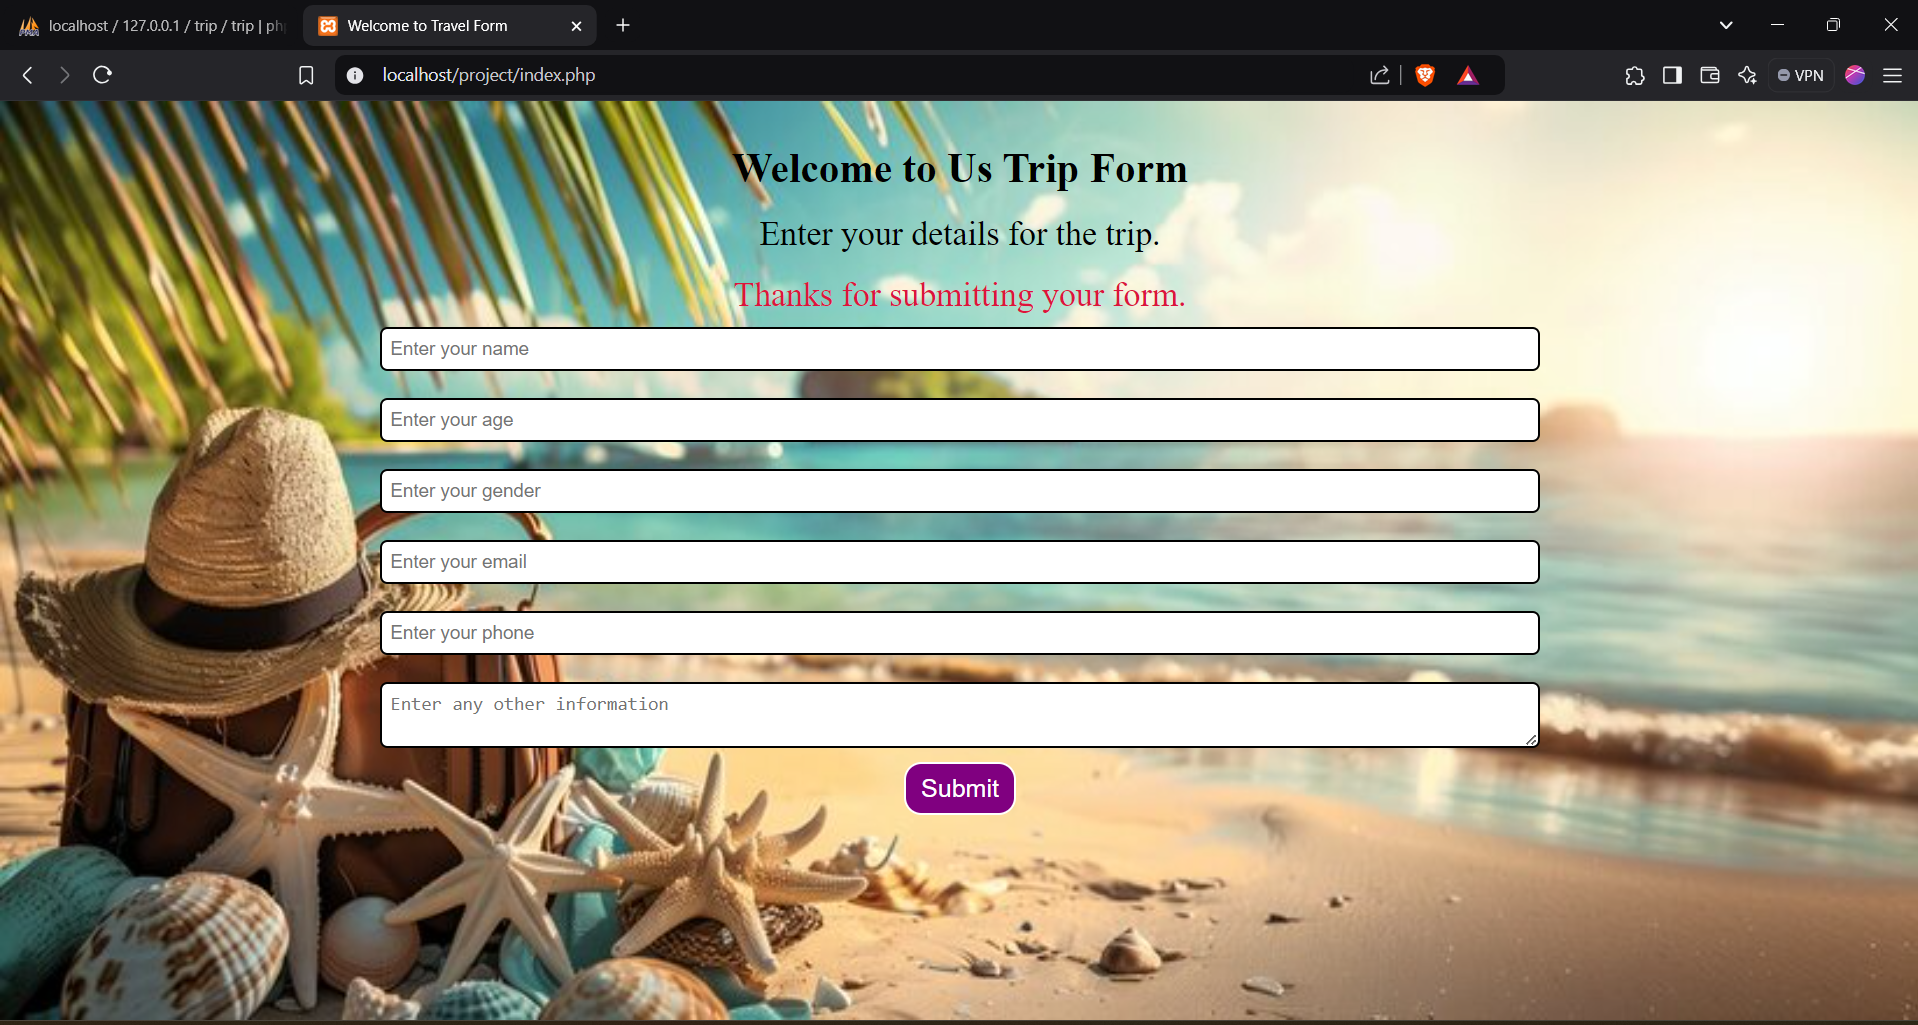 localhost / 127.0.0.1 / trip / trip | ph
Welcome to Travel Form
localhost/project/index.php
VPN
Welcome to Us Trip Form
Enter your details for the trip.
Thanks for submitting your form.
Enter your name
Enter your age
Enter your gender
Enter your email
Enter your phone
Enter any other information
Submit